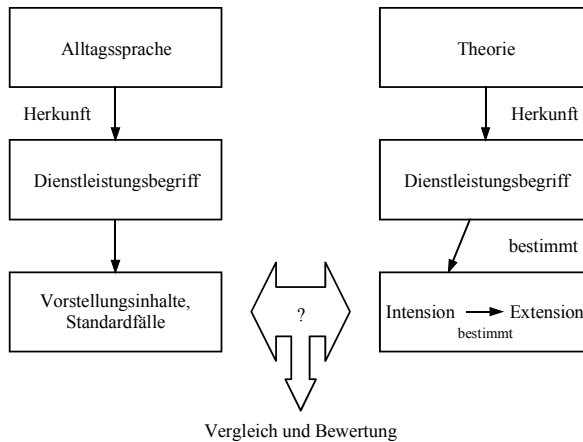 Alltagssprache
Theorie
Herkunft
Herkunft
Dienstleistungsbegriff
Dienstleistungsbegriff
bestimmt
Vorstellungsinhalte,
Standardfälle
?
Intension
Extension
bestimmt
Vergleich und Bewertung